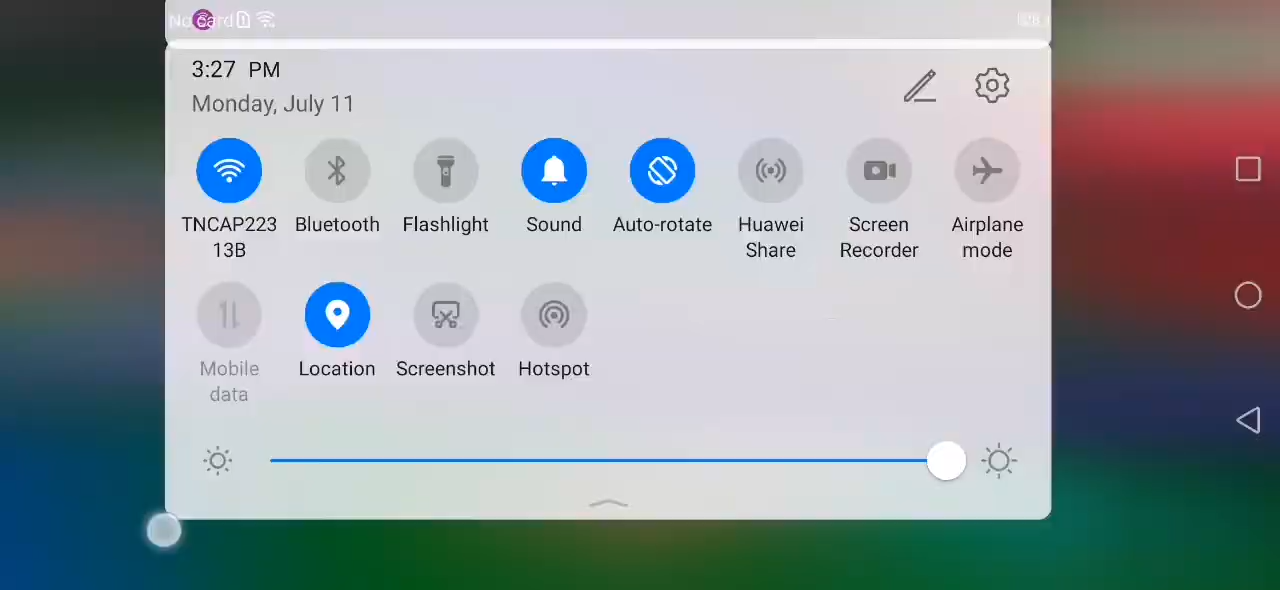 No card
3:27 PM
Monday, July 11
TNCAP223
13B
Bluetooth
Flashlight
Sound
Auto-rotate
Huawei
Share
Screen
Recorder
Airplane
mode
Mobile
data
Location
Screenshot
Hotspot